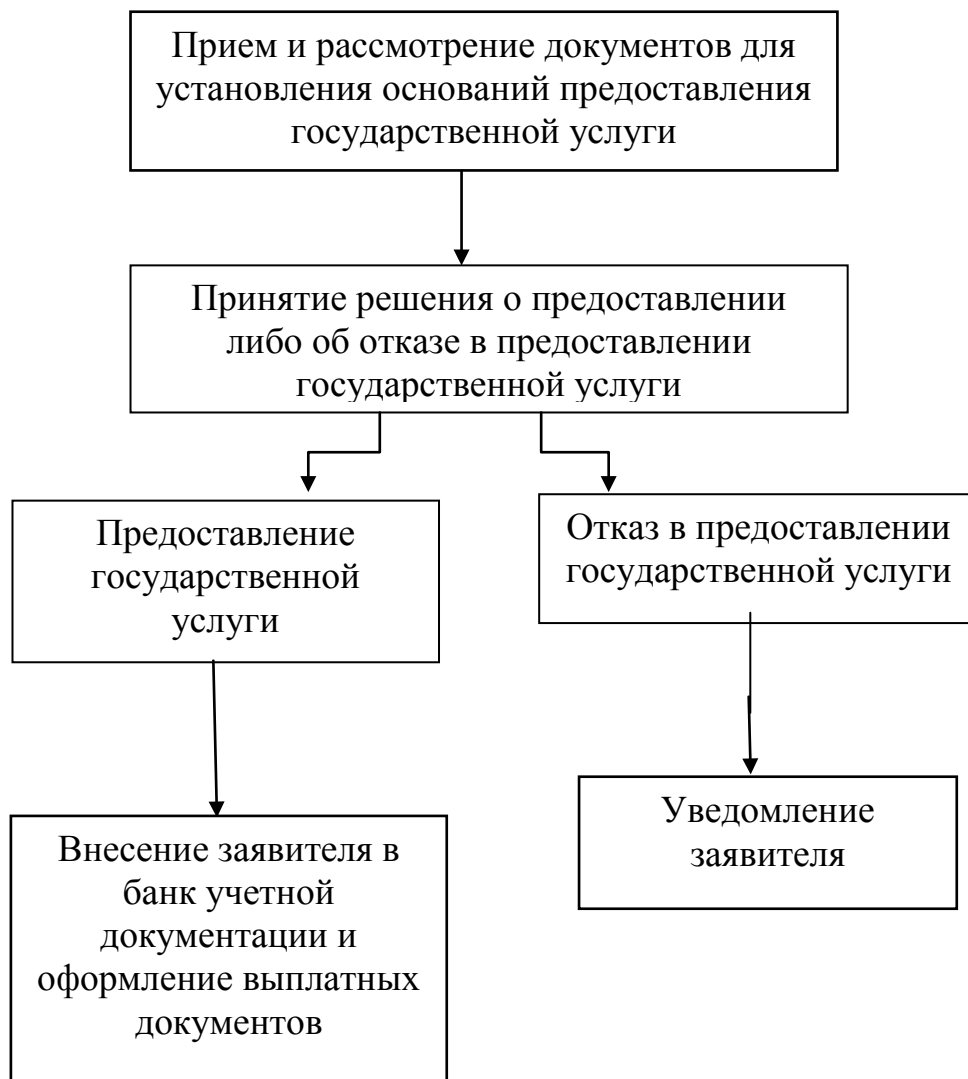 Прием и рассмотрение документов для
установления оснований предоставления
государственной услуги
Принятие решения о предоставлении
либо об отказе в предоставлении
государственной услуги
Предоставление
государственной
услуги
Отказ в предоставлении
государственной услуги
Внесение заявителя в
банк учетной
документации и
оформление выплатных
документов
Уведомление
заявителя